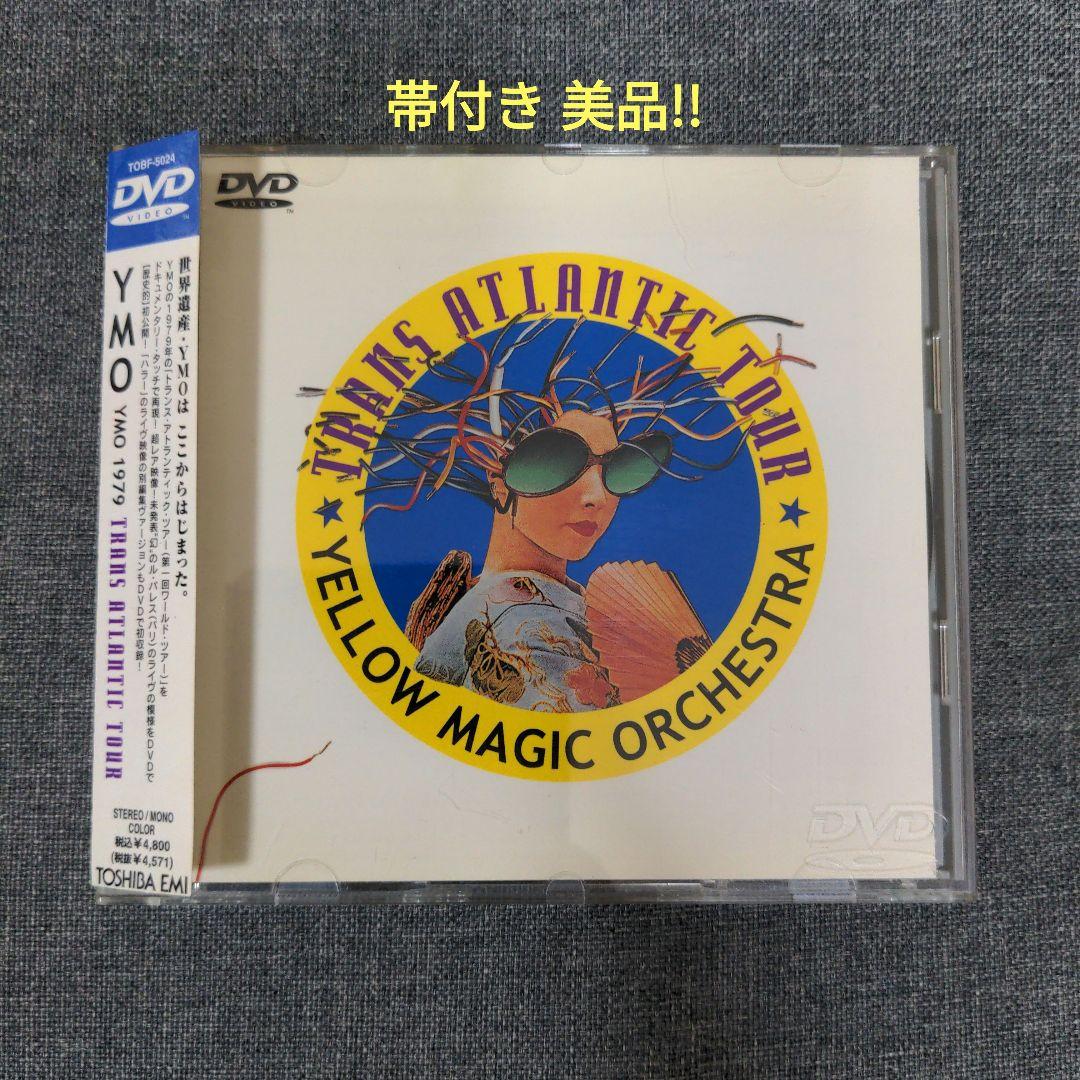 帯付き 美品!!
TOBF-5024
DVD
VIDEO
TM
YMO
YMO 1979 TRANS ATLANTIC TOUR
世界遺産・YMOは ここからはじまった。
YMOの1979年の「トランス・アトランティック・ツアー(第一回ワールド・ツアー)」を
ドキュメンタリー・タッチで再現! 超レア映像! 未発表"幻"のル・パレス(パリ)のライヴの模様をDVDで
[歴史的]初公開! 「ハラー」のライヴ映像の別編集ヴァージョンもDVDで初収録!
STEREO/MONO
COLOR
税込¥4,800
(税抜¥4,571)
TOSHIBA EMI
DVD
VIDEO
TM
TRANS ATLANTIC TOUR
★ YELLOW MAGIC ORCHESTRA ★
DVD